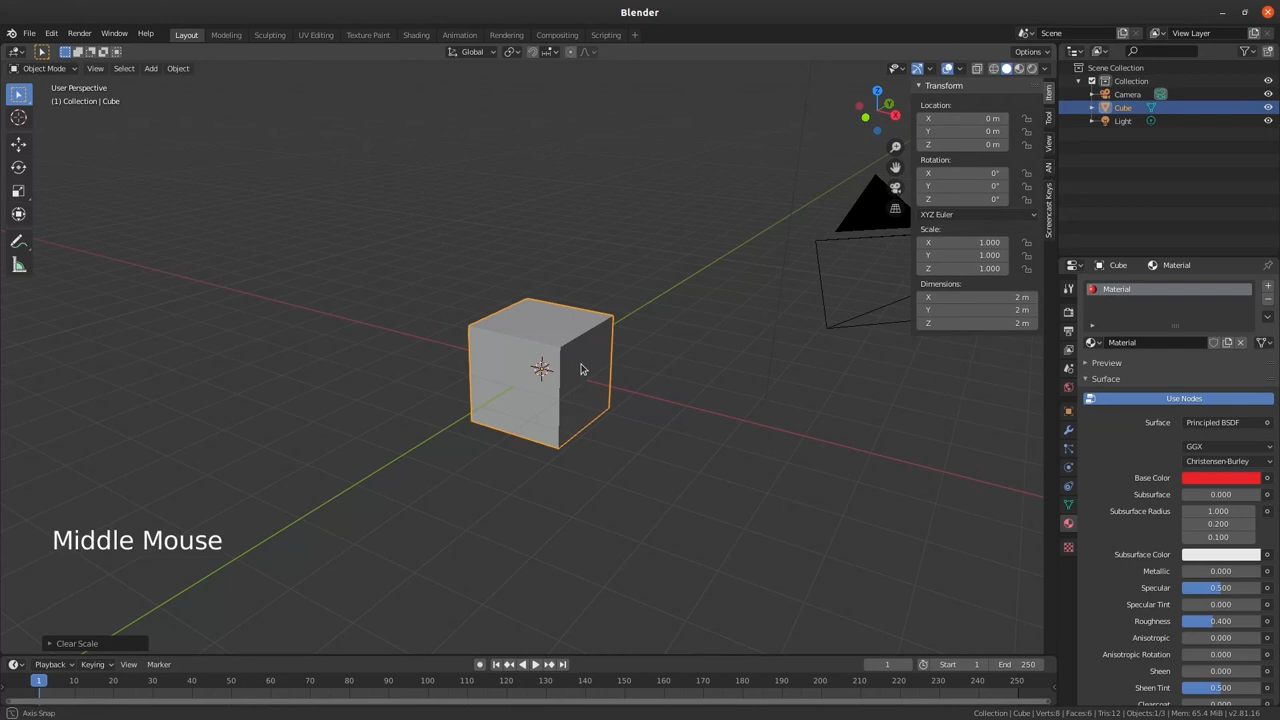 Blender
File Edit Render Window Help Layout Modeling Sculpting UV Editing Texture Paint Shading Animation Rendering Compositing Scripting + Scene View Layer
Global Options
Object Mode View Select Add Object
User Perspective
(1) Collection | Cube
Z
Y
X
Transform
Location:
X 0 m
Y 0 m
Z 0 m
Rotation:
X 0°
Y 0°
Z 0°
XYZ Euler
Scale:
X 1.000
Y 1.000
Z 1.000
Dimensions:
X 2 m
Y 2 m
Z 2 m
Item
Tool
View
AN
Screencast Keys
Scene Collection
Collection
Camera
Cube
Light
Cube Material
Material
Material
Preview
Surface
Use Nodes
Surface Principled BSDF
GGX
Christensen-Burley
Base Color
Subsurface 0.000
Subsurface Radius 1.000
0.200
0.100
Subsurface Color
Metallic 0.000
Specular 0.500
Specular Tint 0.000
Roughness 0.400
Anisotropic 0.000
Anisotropic Rotation 0.000
Sheen 0.000
Sheen Tint 0.500
Clearcoat 0.000
Middle Mouse
Clear Scale
Playback Keying View Marker 1 Start 1 End 250
1 10 20 30 40 50 60 70 80 90 100 110 120 130 140 150 160 170 180 190 200 210 220 230 240 250
Axis Snap Collection | Cube | Verts:8 | Faces:6 | Tris:12 | Objects:1/3 | Mem: 65.4 MiB | v2.81.16